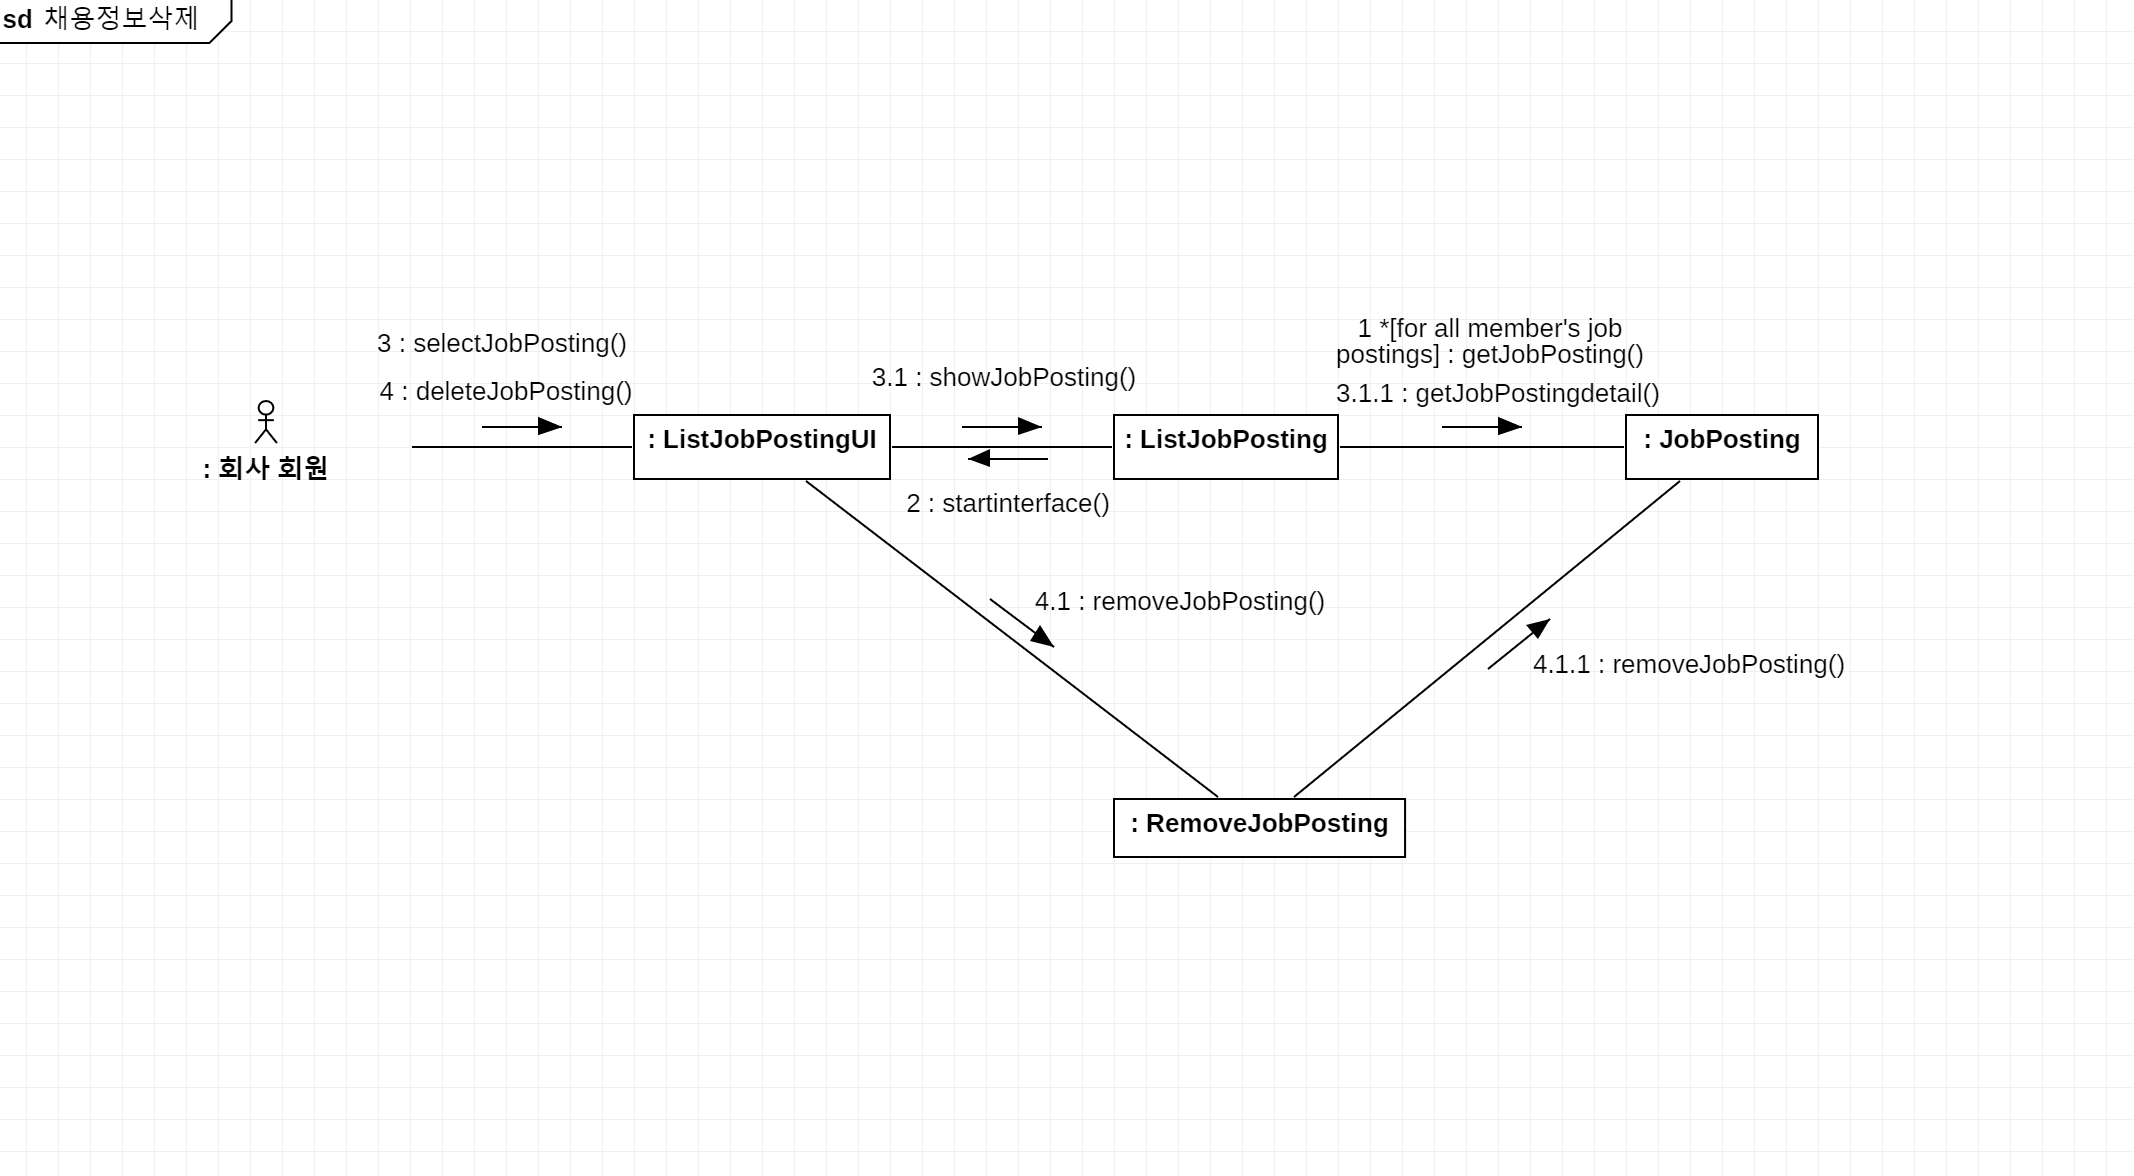 sd 채용정보삭제
3 : selectJobPosting()
4 : deleteJobPosting()
3.1 : showJobPosting()
1 *[for all member's job
postings] : getJobPosting()
3.1.1 : getJobPostingdetail()
: 회사 회원
: ListJobPostingUI
: ListJobPosting
: JobPosting
2 : startinterface()
4.1 : removeJobPosting()
4.1.1 : removeJobPosting()
: RemoveJobPosting